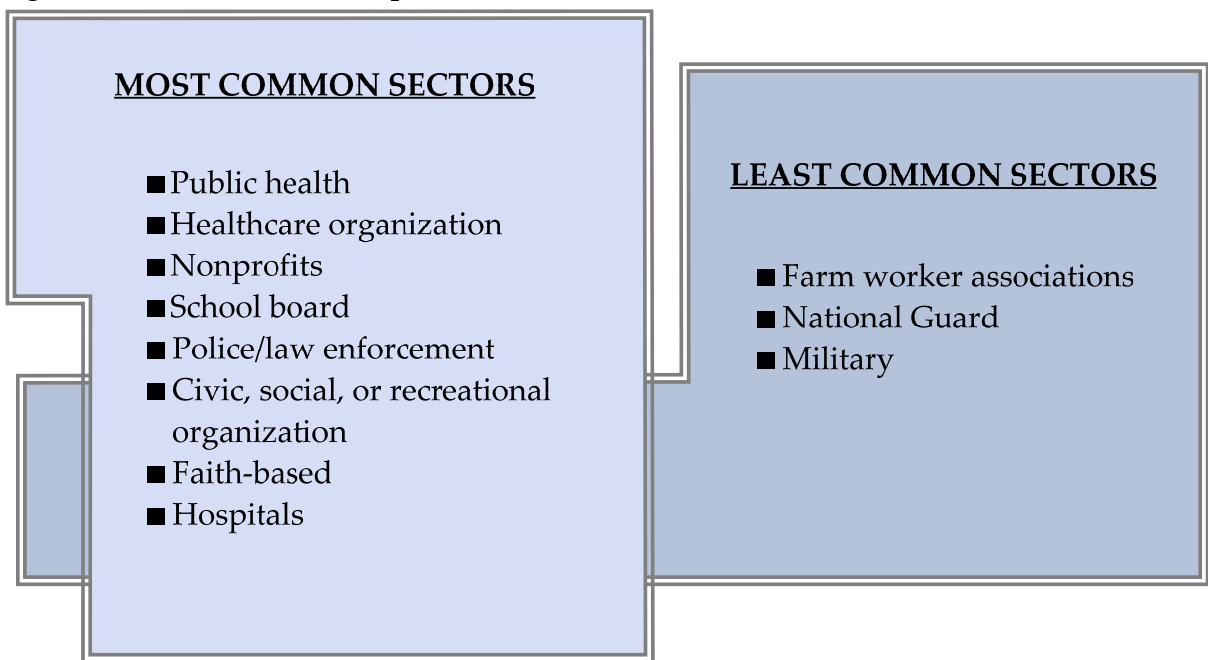 MOST COMMON SECTORS
■ Public health
■ Healthcare organization
■ Nonprofits
■ School board
■ Police/law enforcement
■ Civic, social, or recreational
organization
■ Faith-based
■ Hospitals
LEAST COMMON SECTORS
■ Farm worker associations
■ National Guard
■ Military